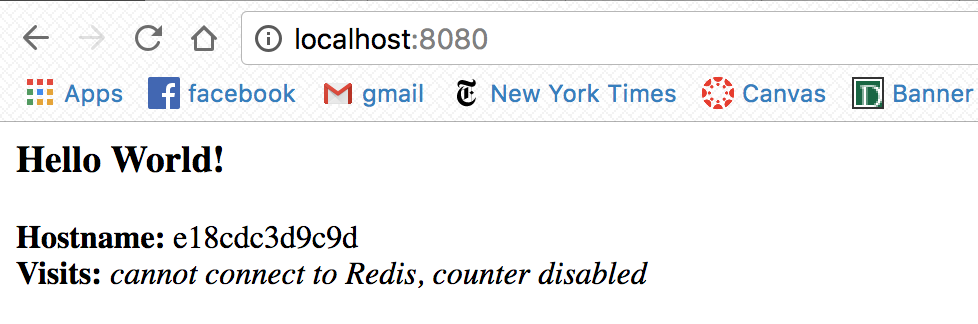 localhost:8080
Apps facebook gmail New York Times Canvas Banner
Hello World!
Hostname: e18cdc3d9c9d
Visits: cannot connect to Redis, counter disabled